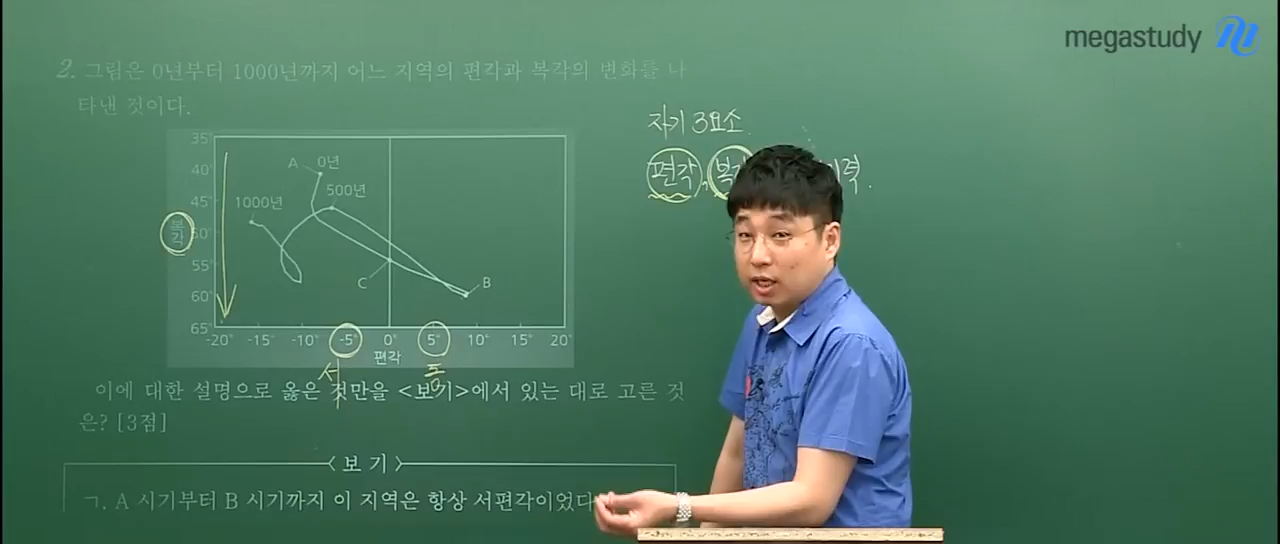 megastudy
2. 그림은 0년부터 1000년까지 어느 지역의 편각과 복각의 변화를 나
타낸 것이다.
자기 3요소.
편각, 복 력.
35°
40°
45°
50°
55°
60°
65°
복각
A 0년
500년
1000년
C
B
-20° -15° -10° -5° 0° 5° 10° 15° 20°
편각
서 동
이에 대한 설명으로 옳은 것만을 <보기>에서 있는 대로 고른 것
은? [3점]
<보 기>
ㄱ. A 시기부터 B 시기까지 이 지역은 항상 서편각이었다